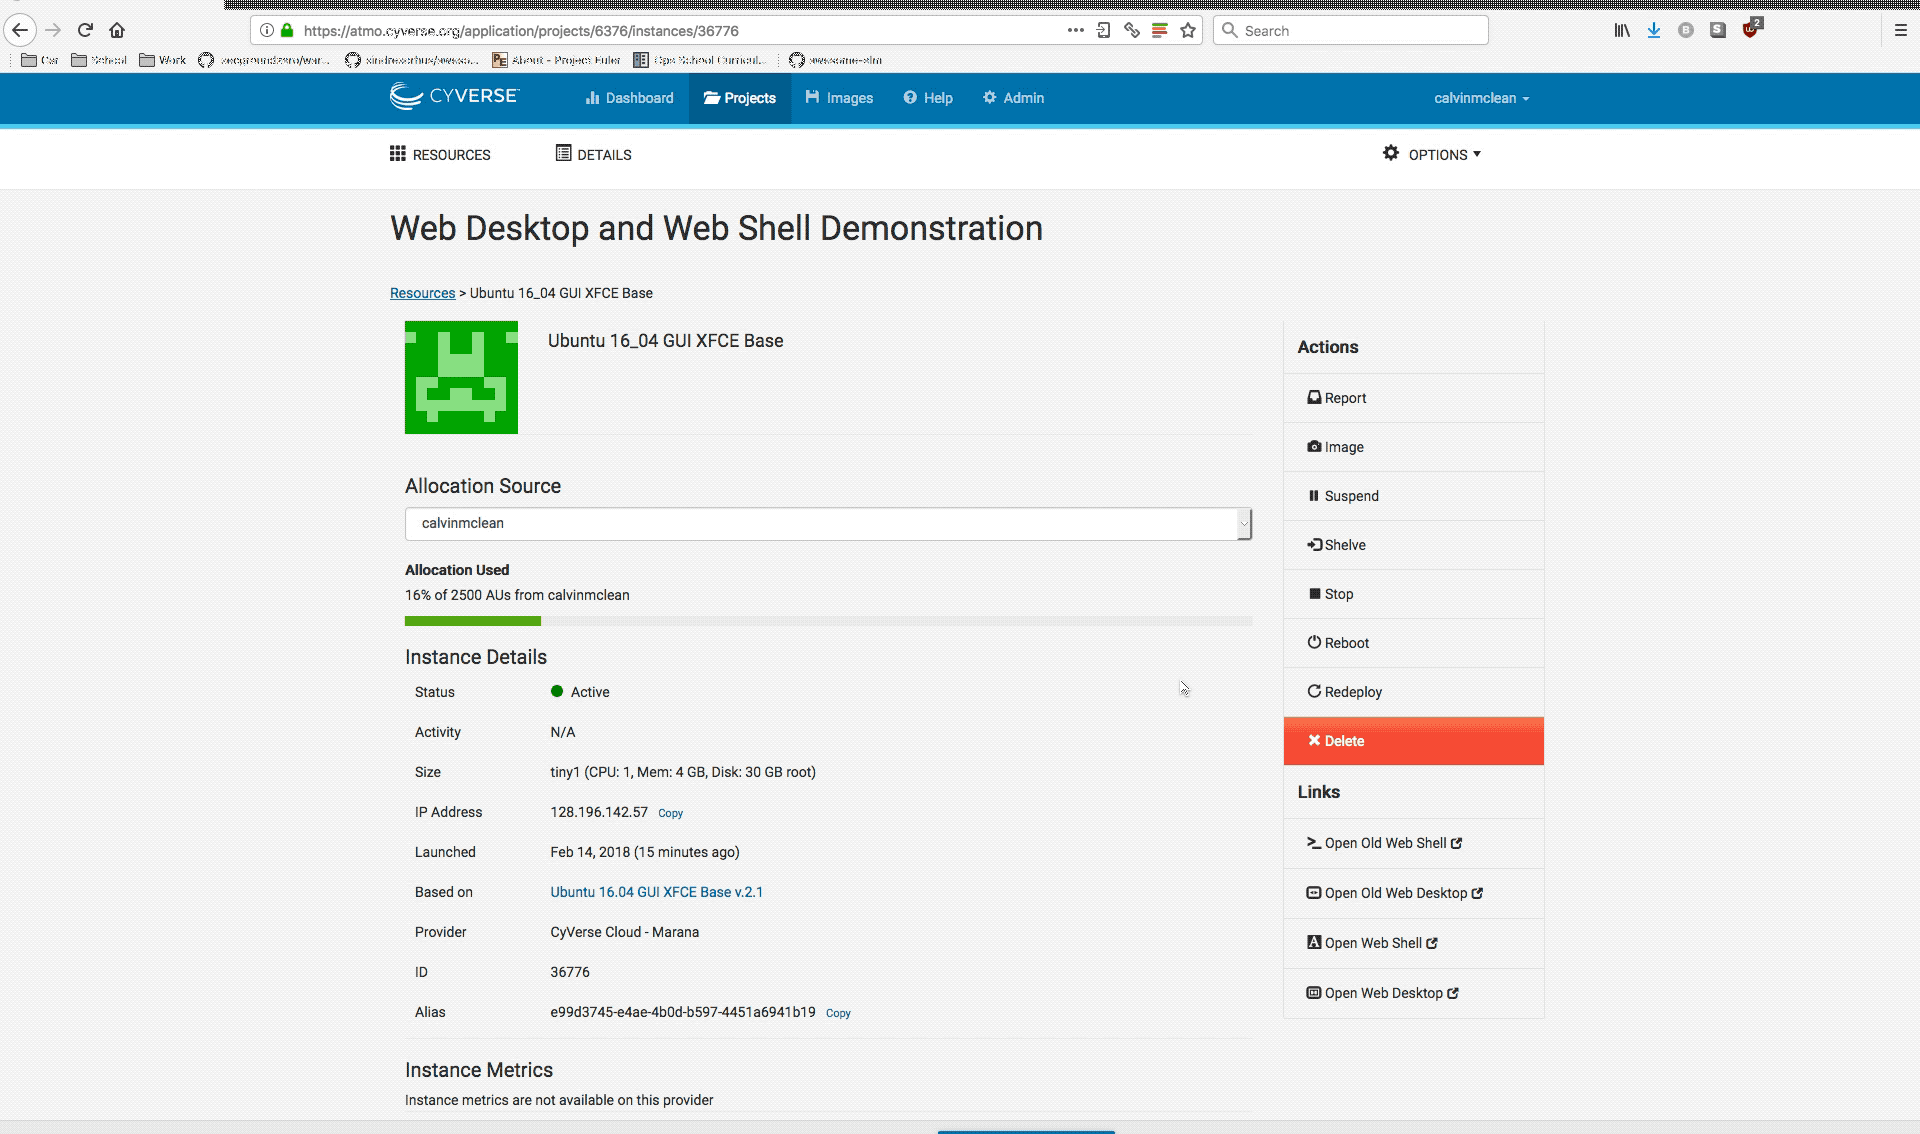 https://atmo.cyverse.org/application/projects/6376/instances/36776
Search
2
Car School Work
About - Project Euler
CYVERSE
Dashboard Projects Images Help Admin calvinmclean
RESOURCES DETAILS OPTIONS
Web Desktop and Web Shell Demonstration
Resources > Ubuntu 16_04 GUI XFCE Base
Ubuntu 16_04 GUI XFCE Base
Allocation Source
calvinmclean
Allocation Used
16% of 2500 AUs from calvinmclean
Instance Details
Status Active
Activity N/A
Size tiny1 (CPU: 1, Mem: 4 GB, Disk: 30 GB root)
IP Address 128.196.142.57 Copy
Launched Feb 14, 2018 (15 minutes ago)
Based on Ubuntu 16.04 GUI XFCE Base v.2.1
Provider CyVerse Cloud - Marana
ID 36776
Alias e99d3745-e4ae-4b0d-b597-4451a6941b19 Copy
Instance Metrics
Instance metrics are not available on this provider
Actions
Report
Image
Suspend
Shelve
Stop
Reboot
Redeploy
Delete
Links
Open Old Web Shell
Open Old Web Desktop
Open Web Shell
Open Web Desktop